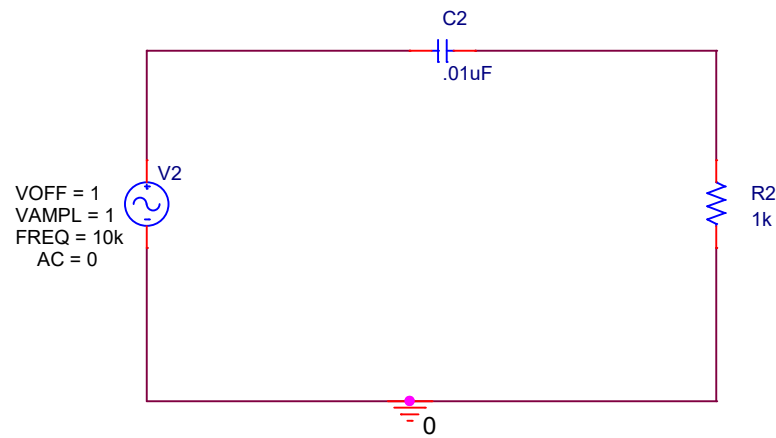 C2
.01uF
V2
VOFF = 1
VAMPL = 1
FREQ = 10k
AC = 0
R2
1k
0